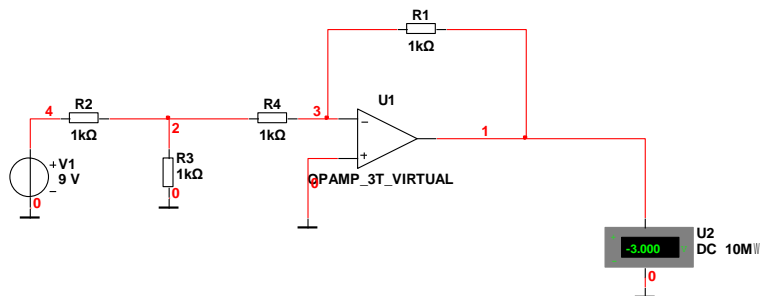 R1
1kΩ
U1
4
R2
1kΩ
2
R4
1kΩ
3
1
R3
1kΩ
0
V1
9 V
0
0
OPAMP_3T_VIRTUAL
U2
DC 10MW
-3.000 V
0